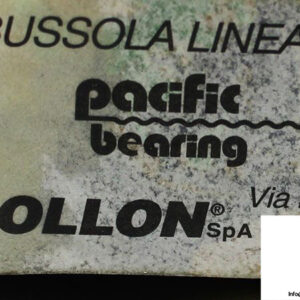 BUSSOLA LINEA
pacific
bearing
OLLON® SpA Via